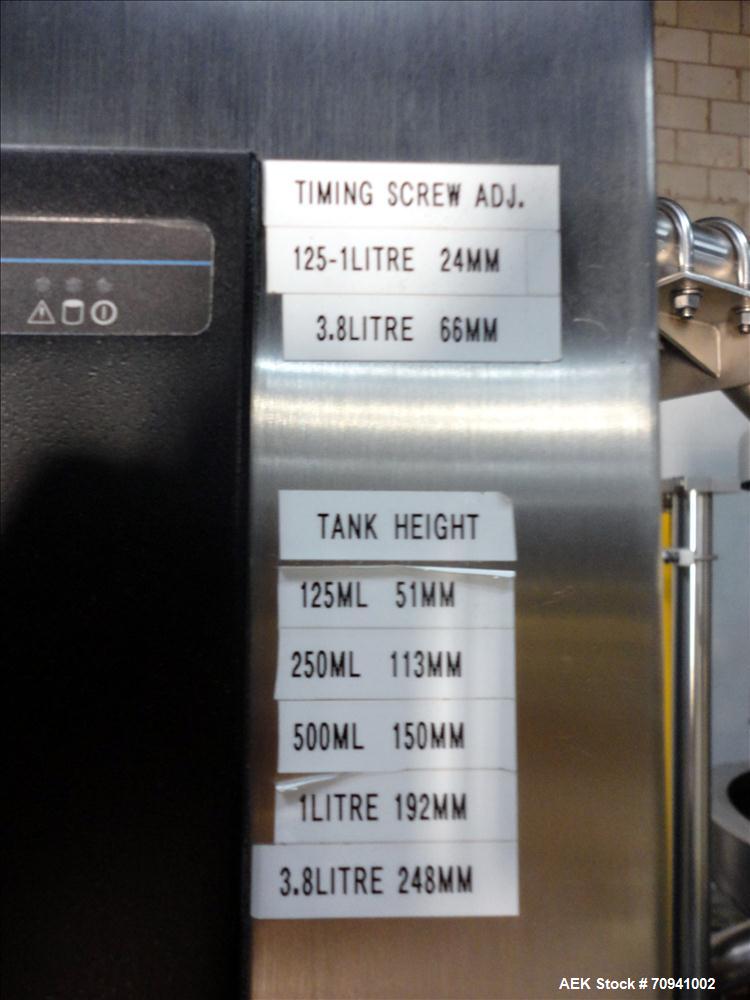 TIMING SCREW ADJ.
125-1LITRE 24MM
3.8LITRE 66MM
TANK HEIGHT
125ML 51MM
250ML 113MM
500ML 150MM
1LITRE 192MM
3.8LITRE 248MM
AEK Stock # 70941002